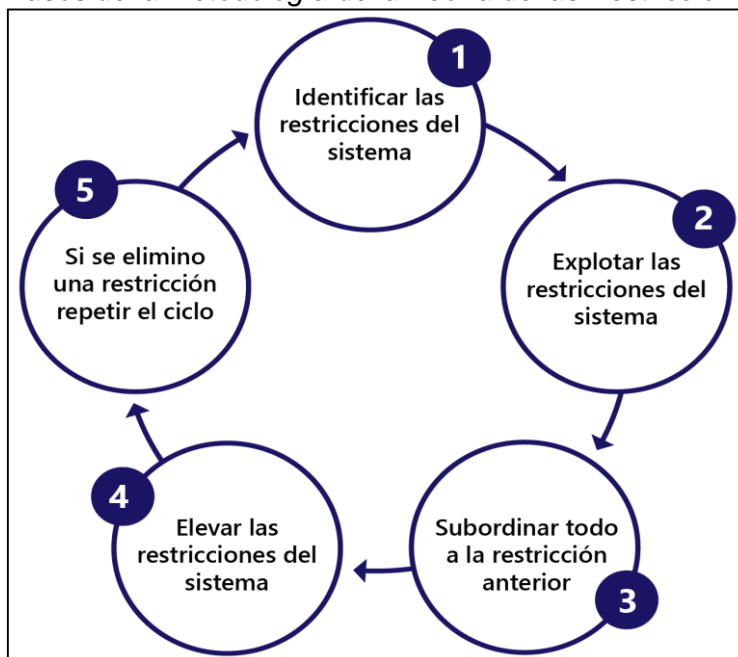 1
Identificar las
restricciones del
sistema
2
Explotar las
restricciones del
sistema
3
Subordinar todo
a la restricción
anterior
4
Elevar las
restricciones del
sistema
5
Si se elimino
una restricción
repetir el ciclo